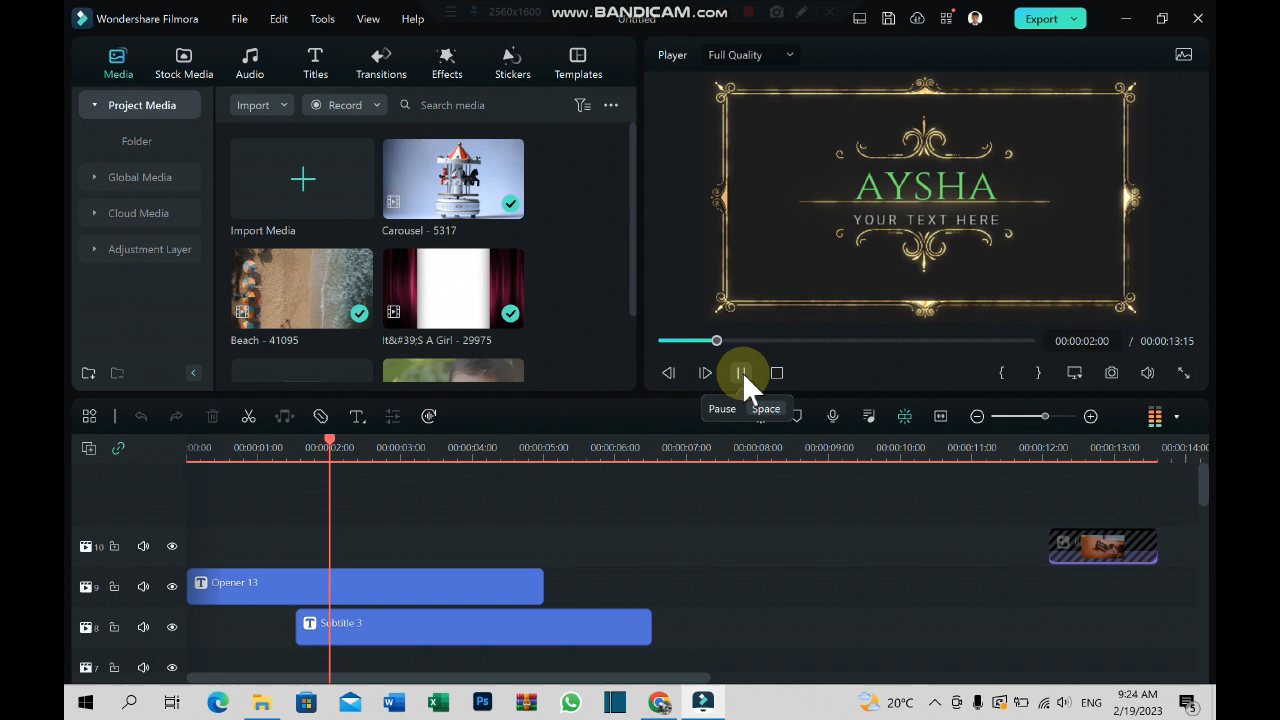 Wondershare Filmora
File
Edit
Tools
View
Help
2560x1600
www.BANDICAM.com
Untitled
Export
Media
Stock Media
Audio
Titles
Transitions
Effects
Stickers
Templates
Player
Full Quality
Project Media
Import
Record
Search media
Folder
Global Media
Cloud Media
Adjustment Layer
Import Media
Carousel - 5317
Beach - 41095
It&#39;S A Girl - 29975
AYSHA
YOUR TEXT HERE
00:00:02:00 / 00:00:13:15
Pause Space
:00:00 00:00:01:00 00:00:02:00 00:00:03:00 00:00:04:00 00:00:05:00 00:00:06:00 00:00:07:00 00:00:08:00 00:00:09:00 00:00:10:00 00:00:11:00 00:00:12:00 00:00:13:00 00:00:14:00
10
9
Opener 13
8
Subtitle 3
7
20°C
ENG
9:24 AM
2/19/2023
5